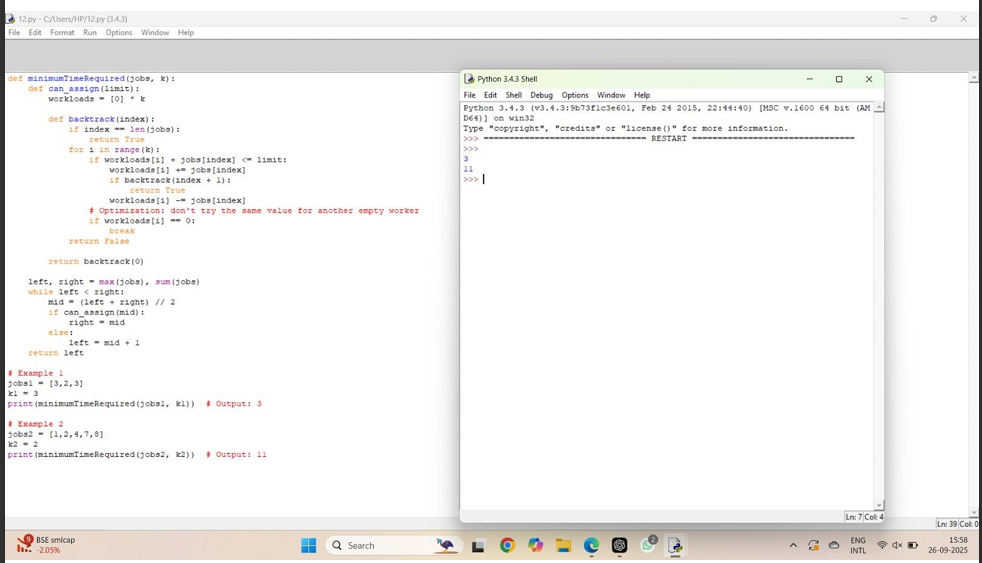 12.py - C:/Users/HP/12.py (3.4.3)
File Edit Format Run Options Window Help
def minimumTimeRequired(jobs, k):
    def can_assign(limit):
        workloads = [0] * k

        def backtrack(index):
            if index == len(jobs):
                return True
            for i in range(k):
                if workloads[i] + jobs[index] <= limit:
                    workloads[i] += jobs[index]
                    if backtrack(index + 1):
                        return True
                    workloads[i] -= jobs[index]
                # Optimization: don't try the same value for another empty worker
                if workloads[i] == 0:
                    break
            return False

        return backtrack(0)

    left, right = max(jobs), sum(jobs)
    while left < right:
        mid = (left + right) // 2
        if can_assign(mid):
            right = mid
        else:
            left = mid + 1
    return left

# Example 1
jobs1 = [3,2,3]
k1 = 3
print(minimumTimeRequired(jobs1, k1))  # Output: 3

# Example 2
jobs2 = [1,2,4,7,8]
k2 = 2
print(minimumTimeRequired(jobs2, k2))  # Output: 11
Python 3.4.3 Shell
File Edit Shell Debug Options Window Help
Python 3.4.3 (v3.4.3:9b73f1c3e601, Feb 24 2015, 22:44:40) [MSC v.1600 64 bit (AM
D64)] on win32
Type "copyright", "credits" or "license()" for more information.
>>> ================================ RESTART ================================
>>>
3
11
>>>
Ln: 7 Col: 4
Ln: 39 Col: 0
9
BSE smlcap
-2.05%
Search
2
ENG
INTL
15:58
26-09-2025